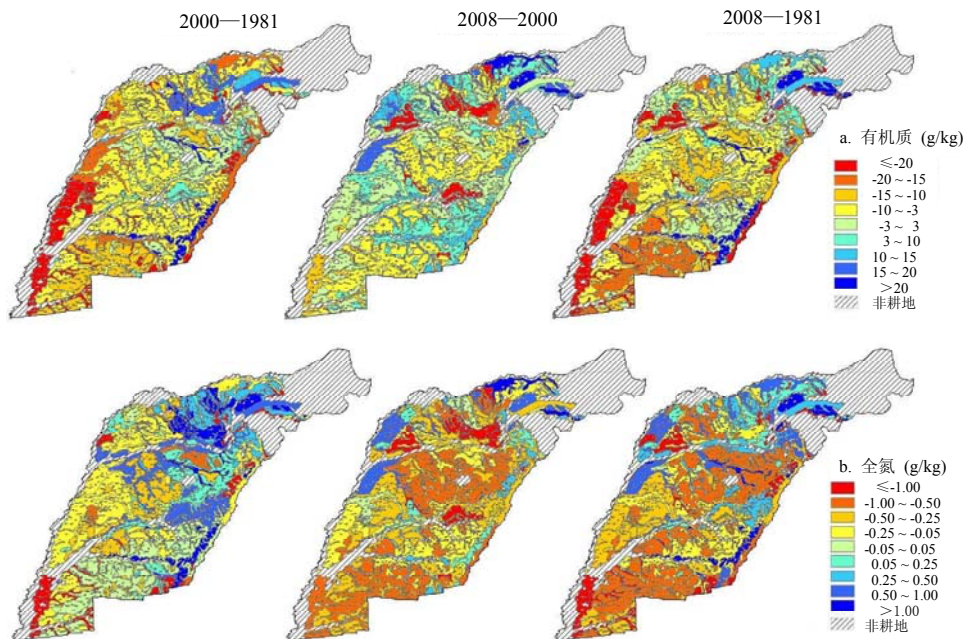 2000—1981
2008—2000
2008—1981
a. 有机质 (g/kg)
≤-20
-20 ~ -15
-15 ~ -10
-10 ~ -3
-3 ~ 3
3 ~ 10
10 ~ 15
15 ~ 20
＞20
非耕地
b. 全氮 (g/kg)
≤-1.00
-1.00 ~ -0.50
-0.50 ~ -0.25
-0.25 ~ -0.05
-0.05 ~ 0.05
0.05 ~ 0.25
0.25 ~ 0.50
0.50 ~ 1.00
＞1.00
非耕地